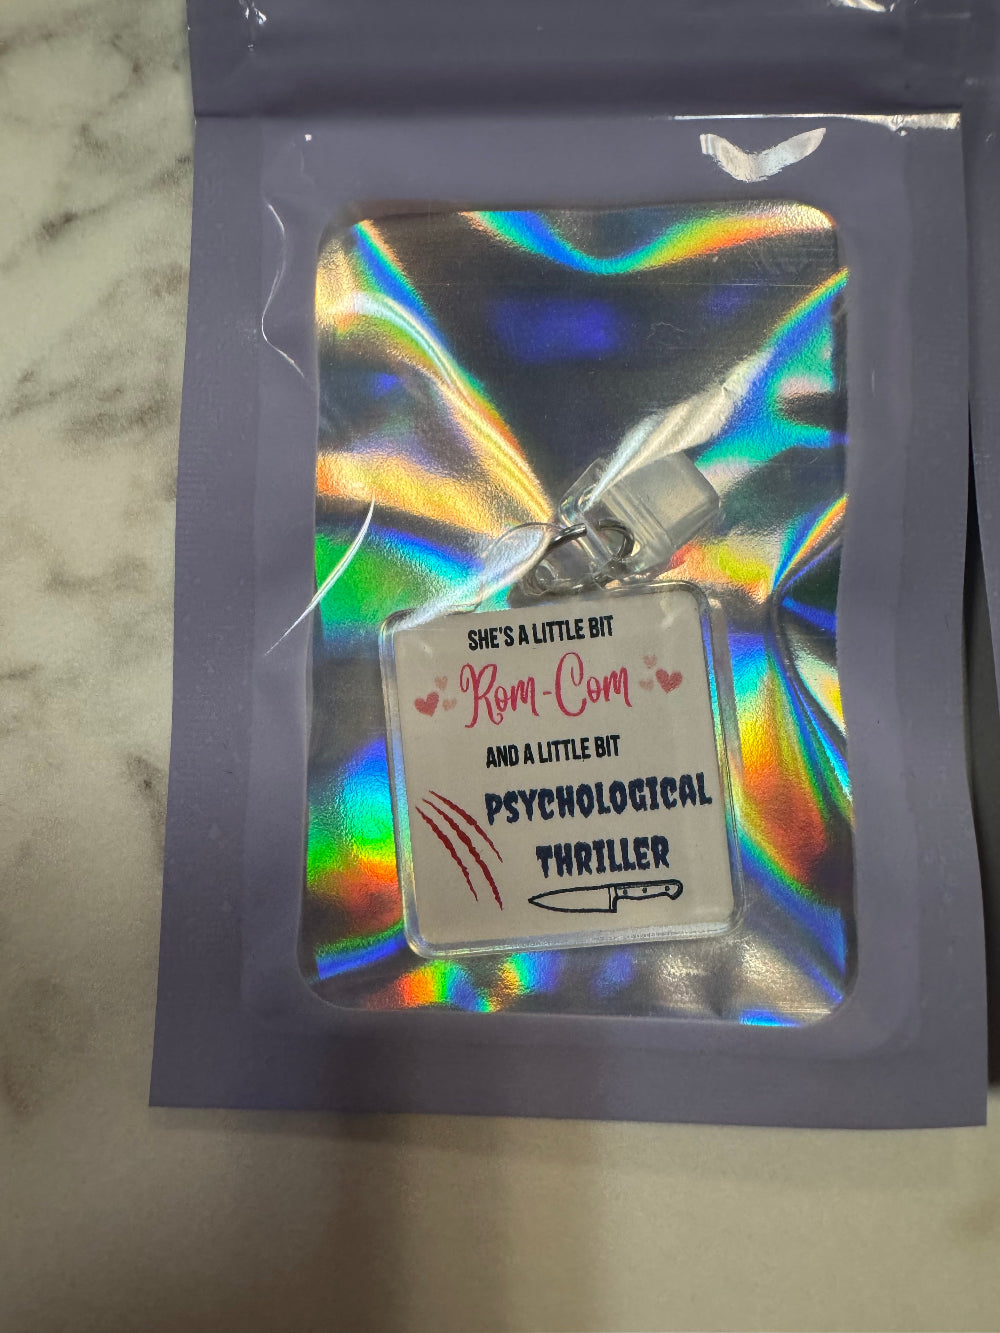 SHE'S A LITTLE BIT
Rom-Com
AND A LITTLE BIT
PSYCHOLOGICAL
THRILLER